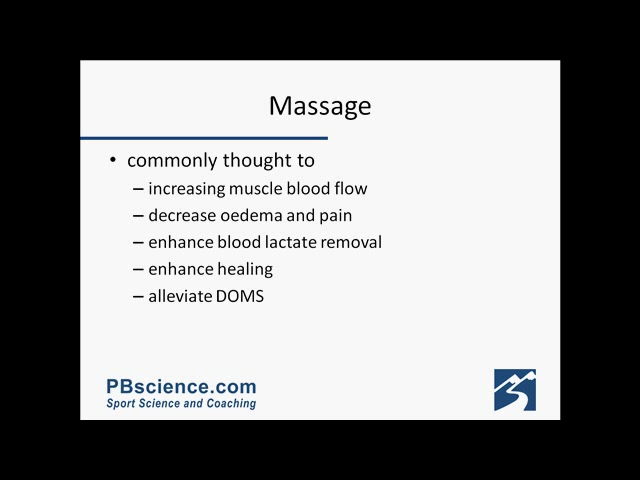 Massage
• commonly thought to
– increasing muscle blood flow
– decrease oedema and pain
– enhance blood lactate removal
– enhance healing
– alleviate DOMS
PBscience.com
Sport Science and Coaching